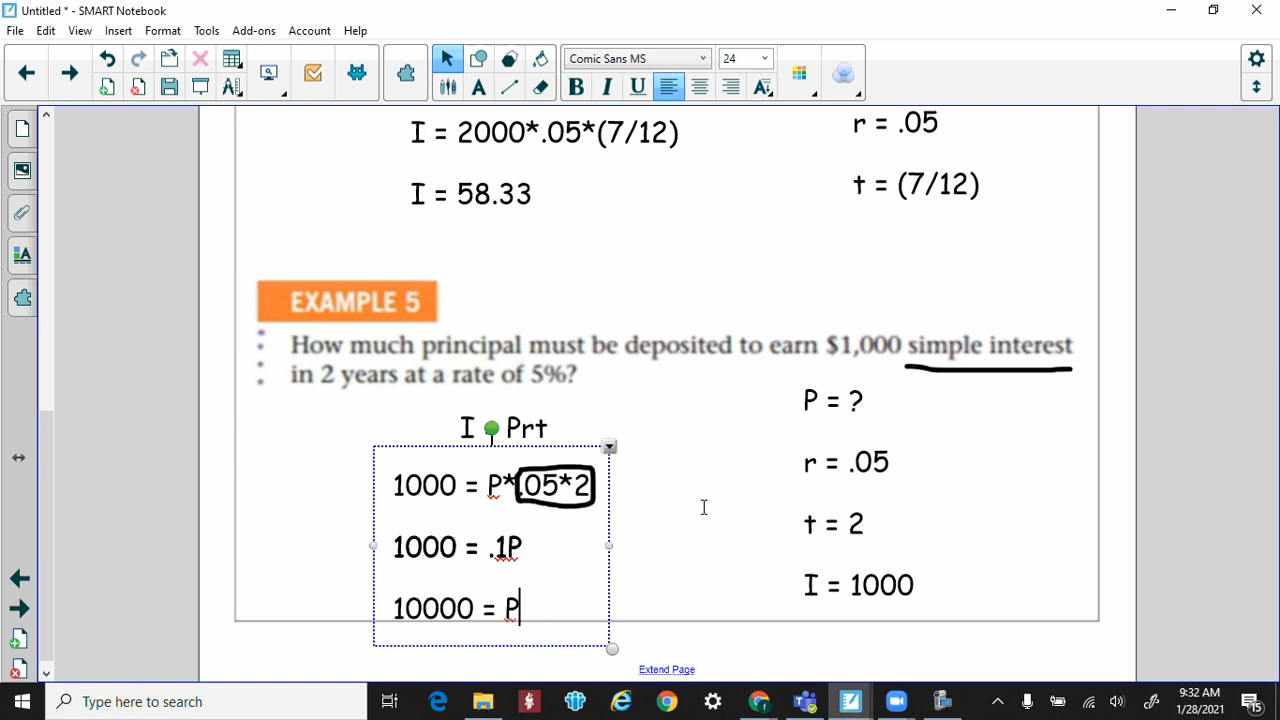 Untitled * - SMART Notebook
File Edit View Insert Format Tools Add-ons Account Help
Comic Sans MS 24
B I U A
I = 2000*.05*(7/12)
r = .05
I = 58.33
t = (7/12)
EXAMPLE 5
How much principal must be deposited to earn $1,000 simple interest
in 2 years at a rate of 5%?
P = ?
I Prt
r = .05
1000 = P*.05*2
t = 2
1000 = .1P
I = 1000
10000 = P
Extend Page
Type here to search
9:32 AM
1/28/2021
15